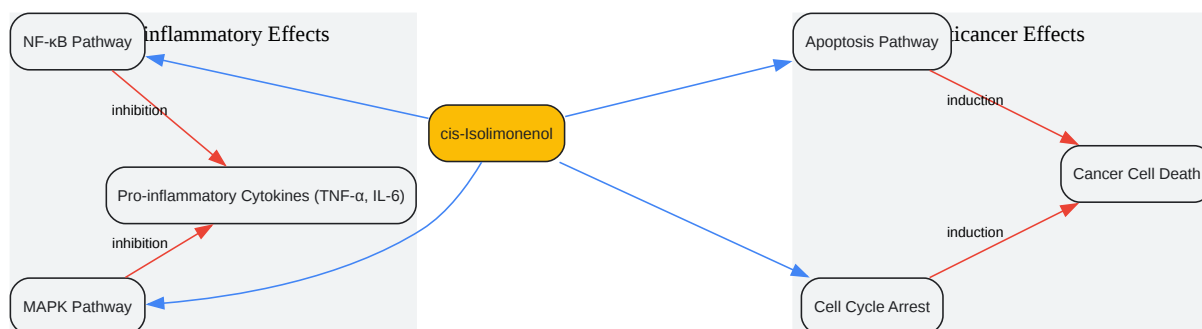 NF-κB Pathway
inflammatory Effects
inhibition
Pro-inflammatory Cytokines (TNF-α, IL-6)
inhibition
MAPK Pathway
cis-Isolimonenol
Apoptosis Pathway
icancer Effects
induction
Cancer Cell Death
induction
Cell Cycle Arrest